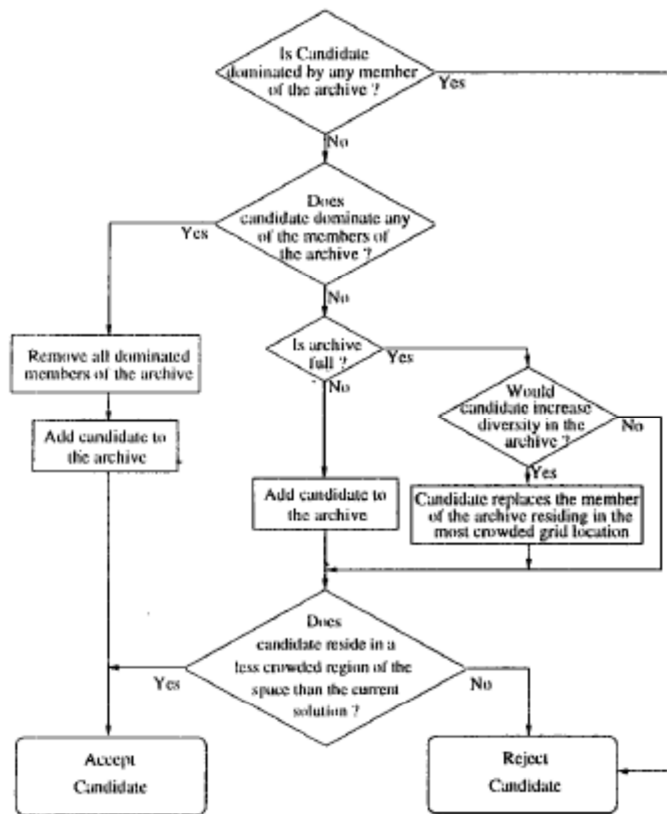 Is Candidate
dominated by any member
of the archive ?
Yes
No
Does
candidate dominate any
of the members of
the archive ?
Yes
No
Remove all dominated
members of the archive
Is archive
full ?
Yes
No
Would
candidate increase
diversity in the
archive ?
No
Yes
Add candidate to
the archive
Add candidate to
the archive
Candidate replaces the member
of the archive residing in the
most crowded grid location
Does
candidate reside in a
less crowded region of the
space than the current
solution ?
Yes
No
Accept
Candidate
Reject
Candidate